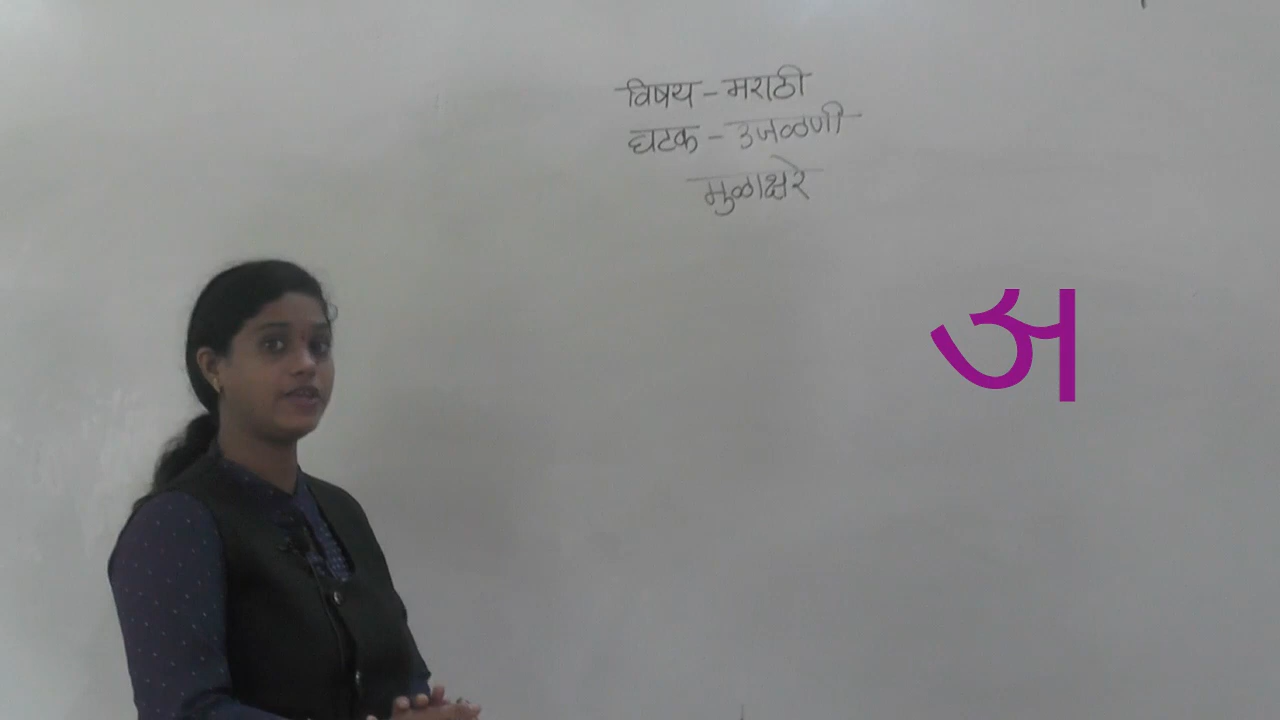 विषय - मराठी
घटक - उजळणी
मुळाक्षरे
अ